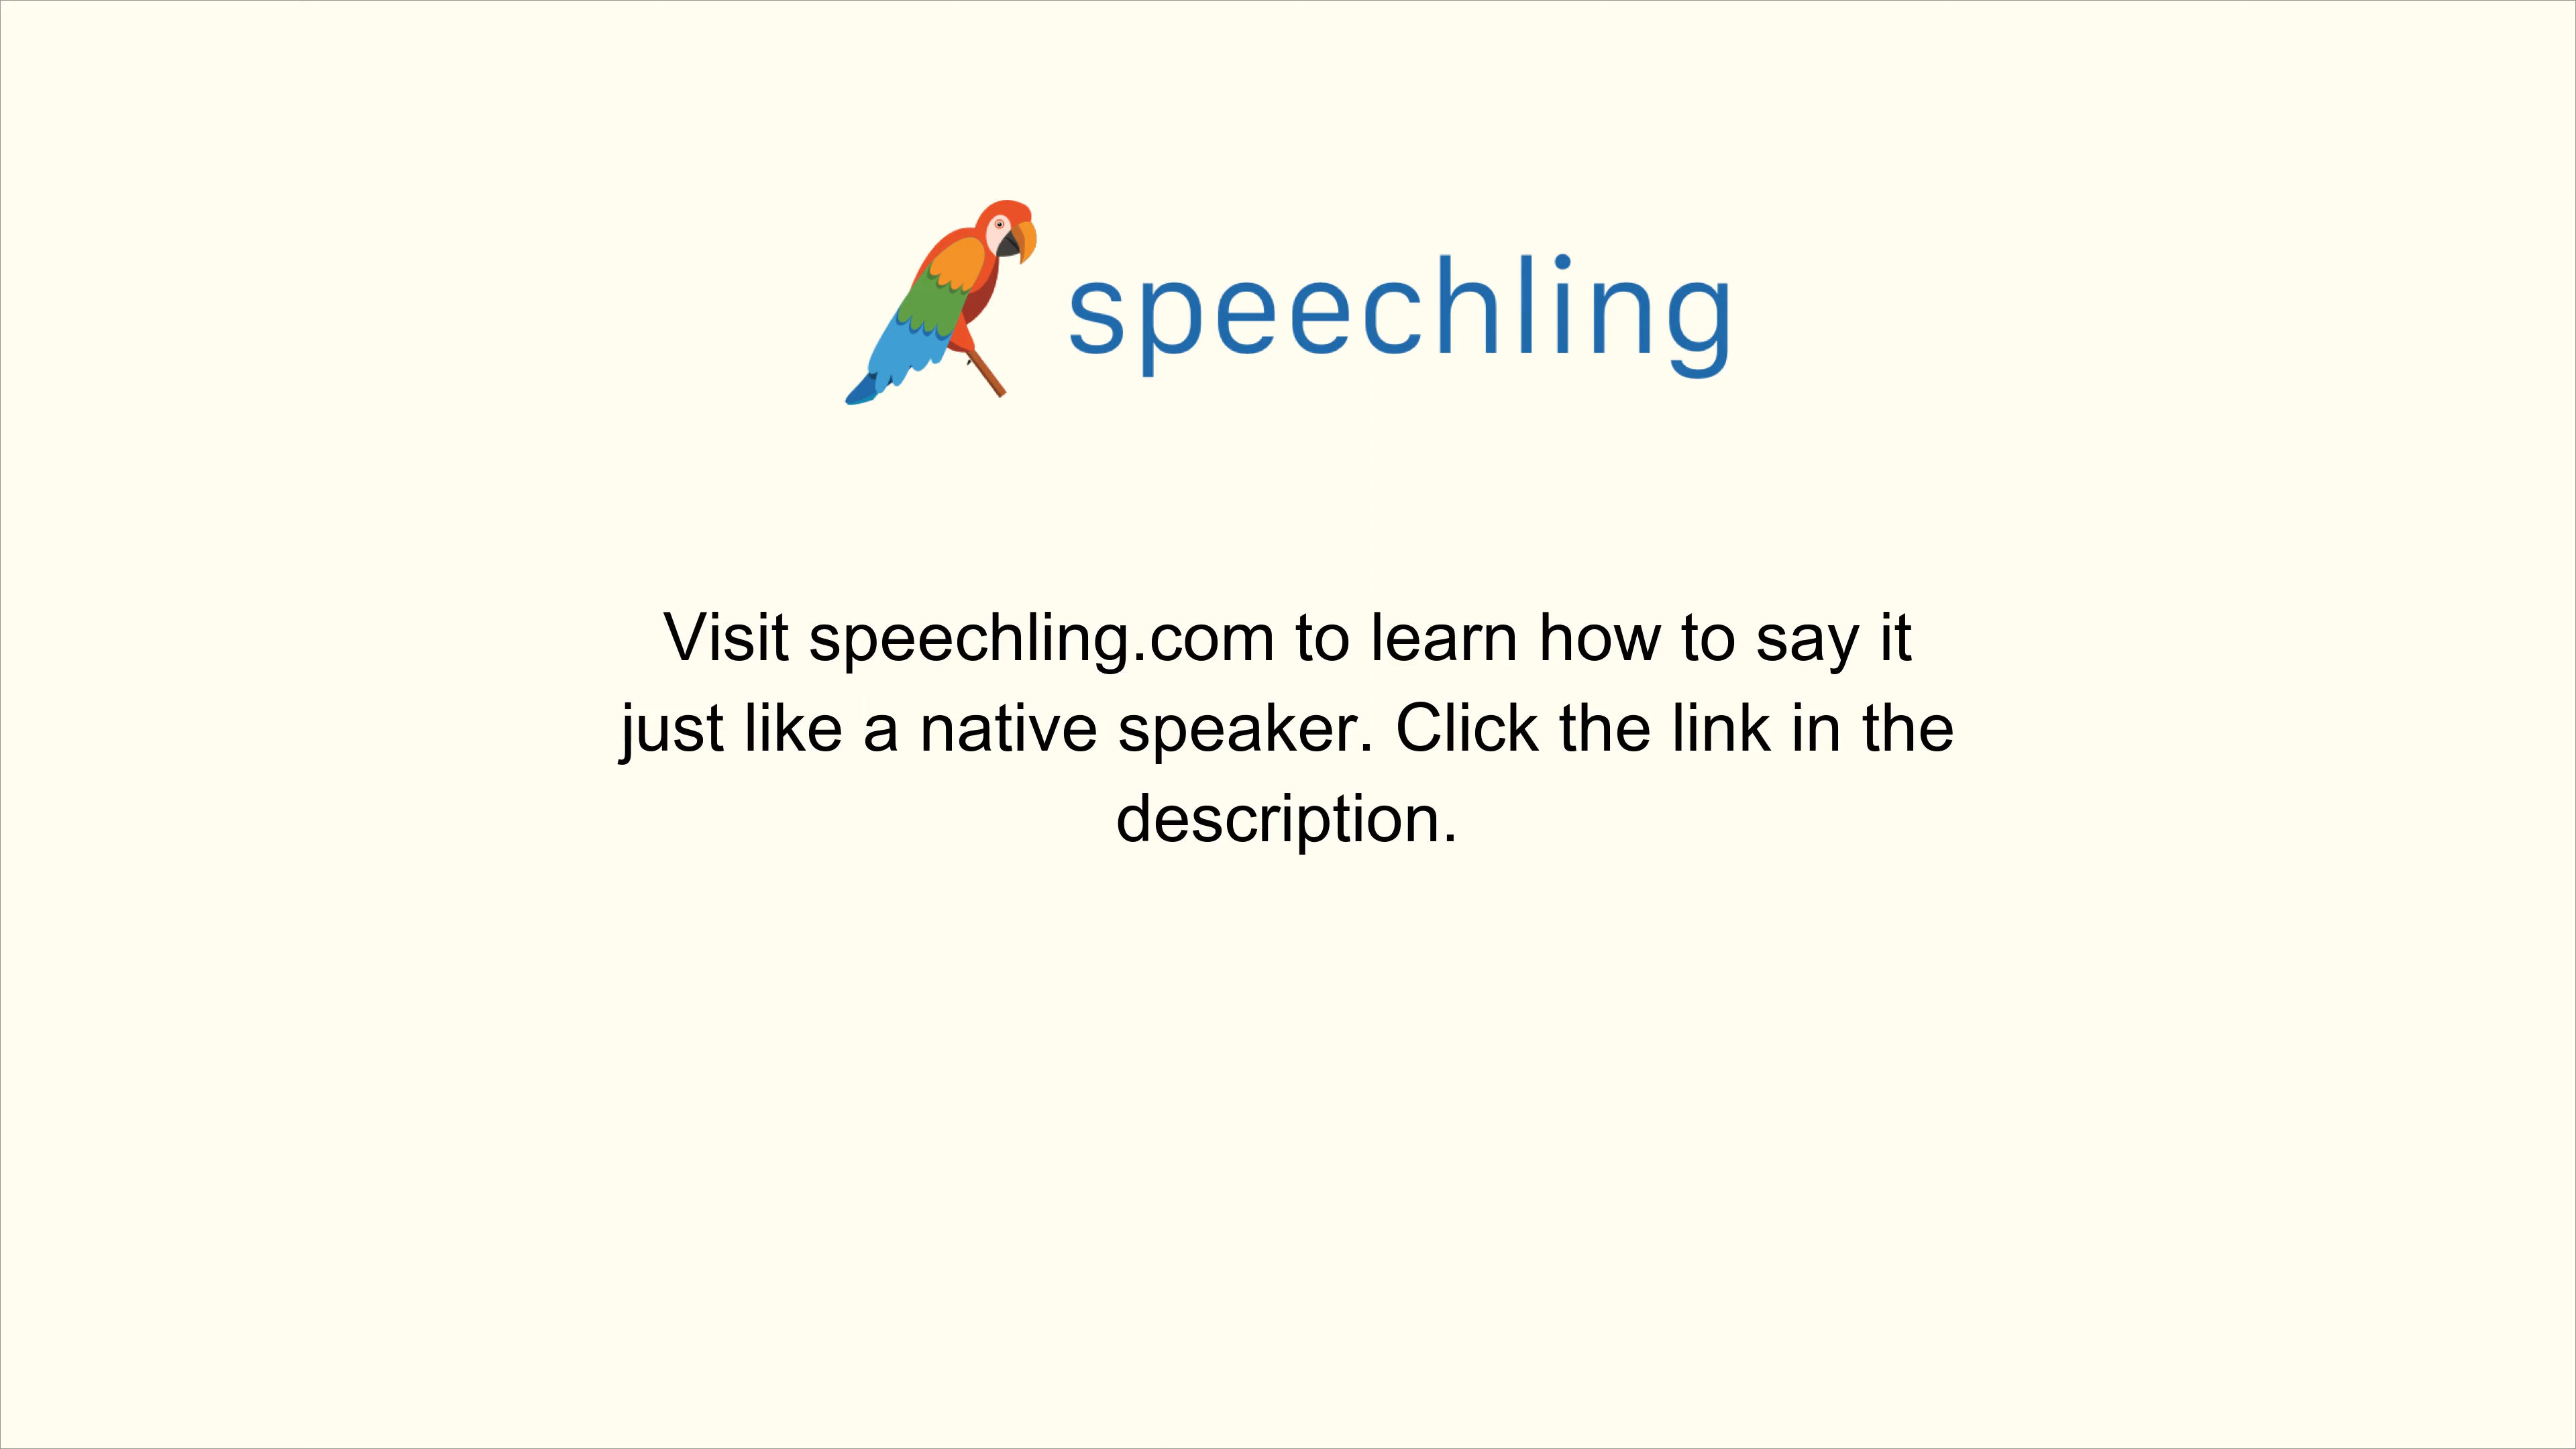 speechling
Visit speechling.com to learn how to say it
just like a native speaker. Click the link in the
description.